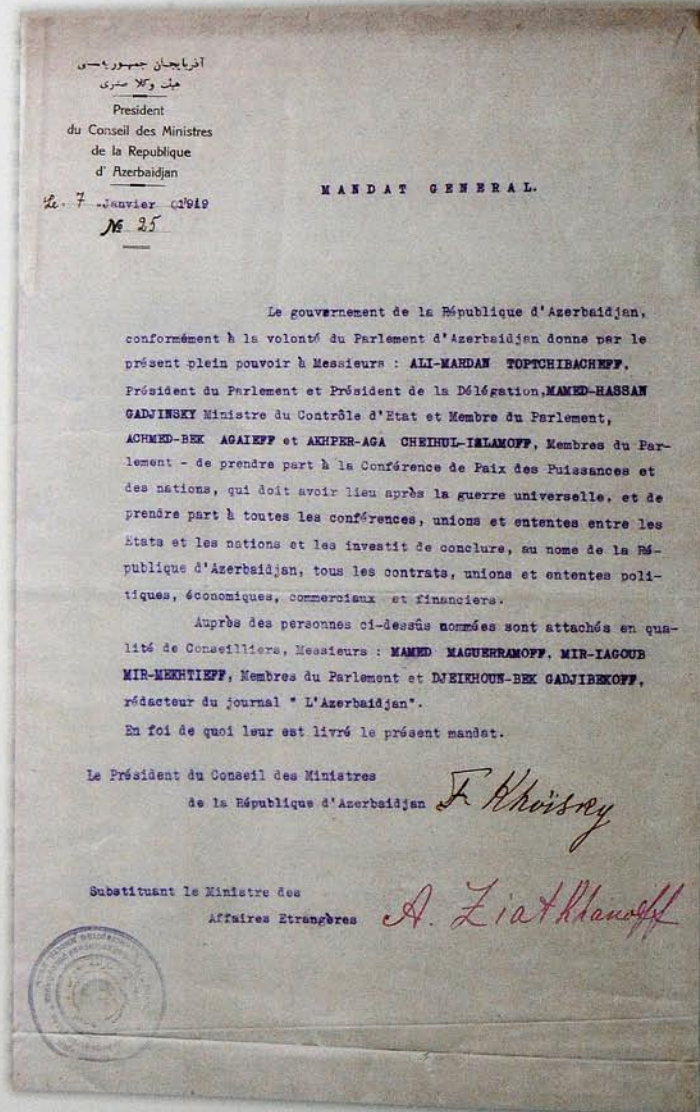 آذربایجان جمهوریه‌سی
هیئت وکلا صدری
President
du Conseil des Ministres
de la Republique
d' Azerbaidjan
Le. 7 -Janvier 1919
№ 25
MANDAT GENERAL.
Le gouvernement de la République d'Azerbaidjan,
conformément à la volonté du Parlement d'Azerbaidjan donne par le
présent plein pouvoir à Messieurs : ALI-MARDAN TOPTCHIBACHEFF,
Président du Parlement et Président de la Délégation,MAMED-HASSAN
GADJINSKY Ministre du Contrôle d'Etat et Membre du Parlement,
ACHMED-BEK AGAIEFF et AKHPER-AGA CHEIHUL-ISLAMOFF, Membres du Par-
lement - de prendre part à la Conférence de Paix des Puissances et
des nations, qui doit avoir lieu après la guerre universelle, et de
prendre part à toutes les conférences, unions et ententes entre les
Etats et les nations et les investit de conclure, au nome de la Ré-
publique d'Azerbaidjan, tous les contrats, unions et ententes poli-
tiques, économiques, commerciaux et financiers.
Auprès des personnes ci-dessûs nommées sont attachés en qua-
lité de Conseilliers, Messieurs : MAMED MAGUERRAMOFF, MIR-IAGOUB
MIR-MEKHTIEFF, Membres du Parlement et DJEIKHOUN-BEK GADJIBEKOFF,
rédacteur du journal " L'Azerbaidjan".
En foi de quoi leur est livré le présent mandat.
Le Président du Conseil des Ministres
de la République d'Azerbaidjan F. Khoïsky
Substituant le Ministre des
Affaires Etrangères A. Ziatkhanoff